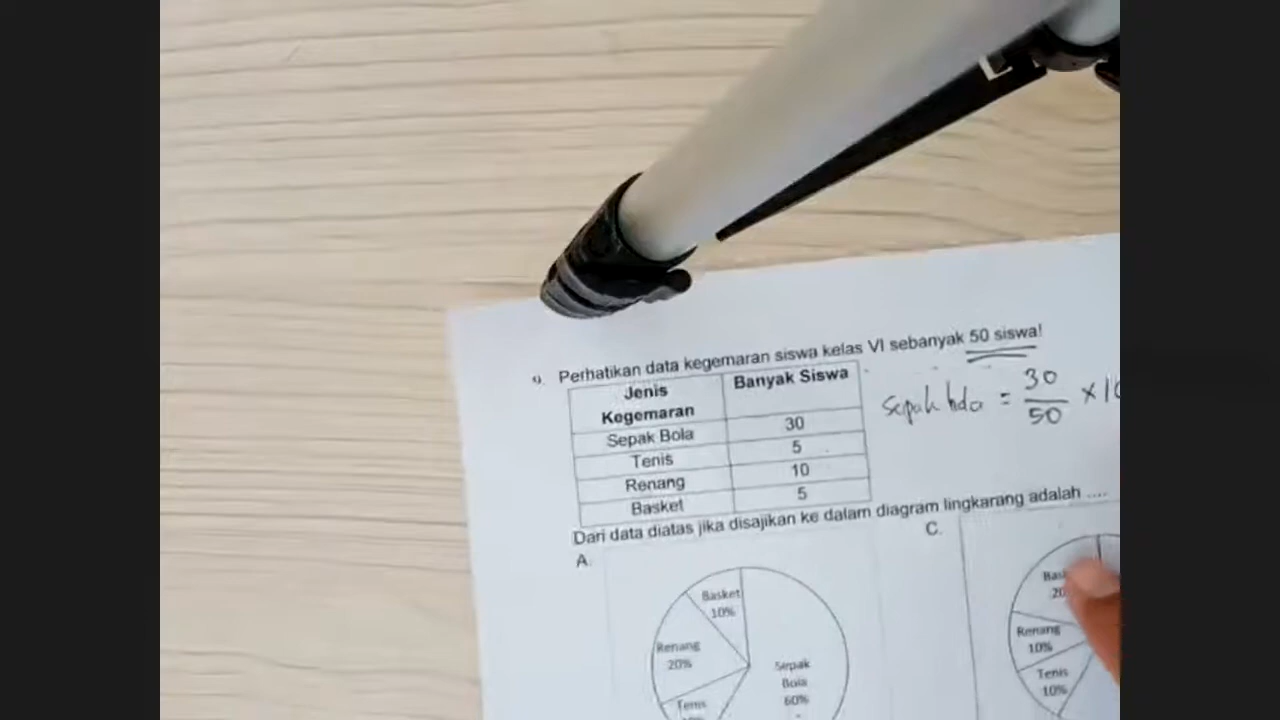 9. Perhatikan data kegemaran siswa kelas VI sebanyak 50 siswa!
Jenis Kegemaran Banyak Siswa
Sepak Bola 30
Tenis 5
Renang 10
Basket 5
sepak bola = 30/50 × 10
Dari data diatas jika disajikan ke dalam diagram lingkarang adalah ....
A.
Basket
10%
Renang
20%
Tenis
Sepak
Bola
60%
C.
20
Renang
10%
Tenis
10%